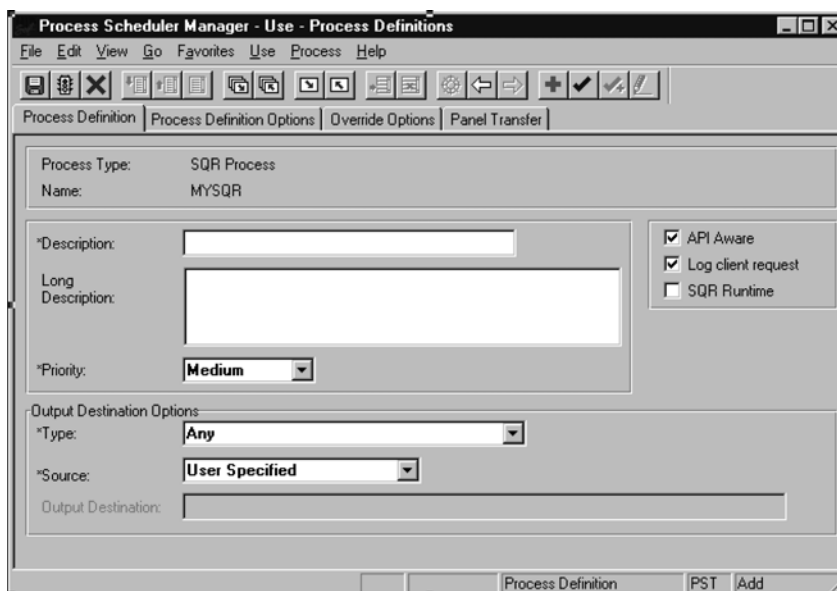 Process Scheduler Manager - Use - Process Definitions
File Edit View Go Favorites Use Process Help
Process Definition Process Definition Options Override Options Panel Transfer
Process Type: SQR Process
Name: MYSQR
*Description:
Long
Description:
*Priority: Medium
API Aware
Log client request
SQR Runtime
Output Destination Options
*Type: Any
*Source: User Specified
Output Destination:
Process Definition PST Add